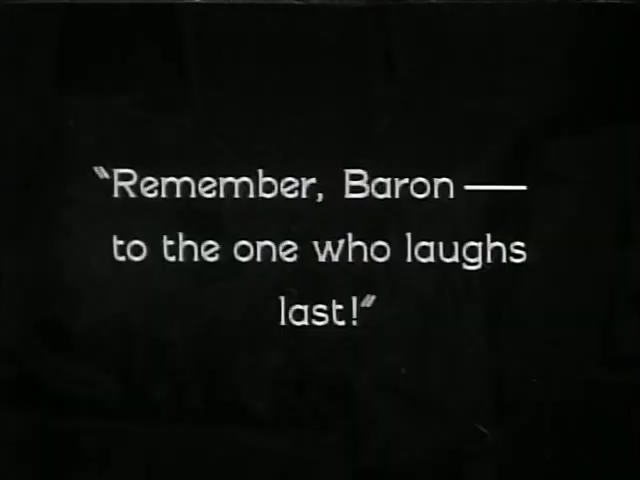 "Remember, Baron —
to the one who laughs
last!"